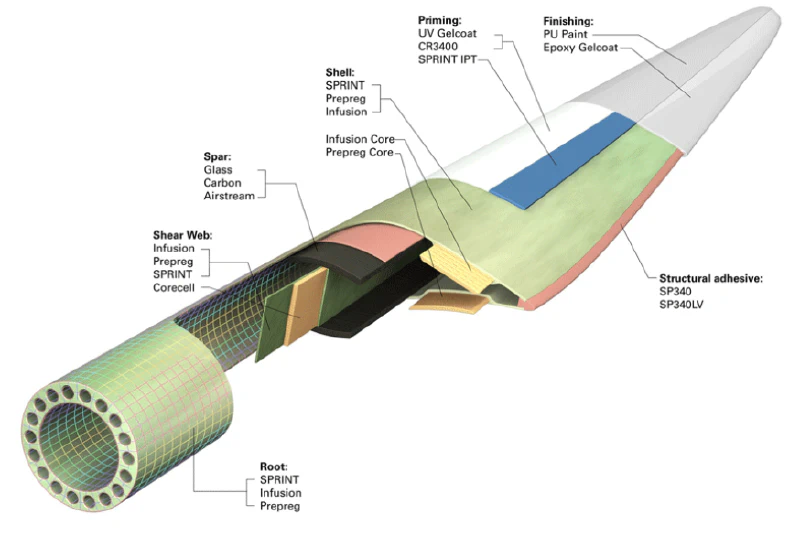 Priming:
UV Gelcoat
CR3400
SPRINT IPT
Finishing:
PU Paint
Epoxy Gelcoat
Shell:
SPRINT
Prepreg
Infusion
Infusion Core
Prepreg Core
Spar:
Glass
Carbon
Airstream
Shear Web:
Infusion
Prepreg
SPRINT
Corecell
Structural adhesive:
SP340
SP340LV
Root:
SPRINT
Infusion
Prepreg